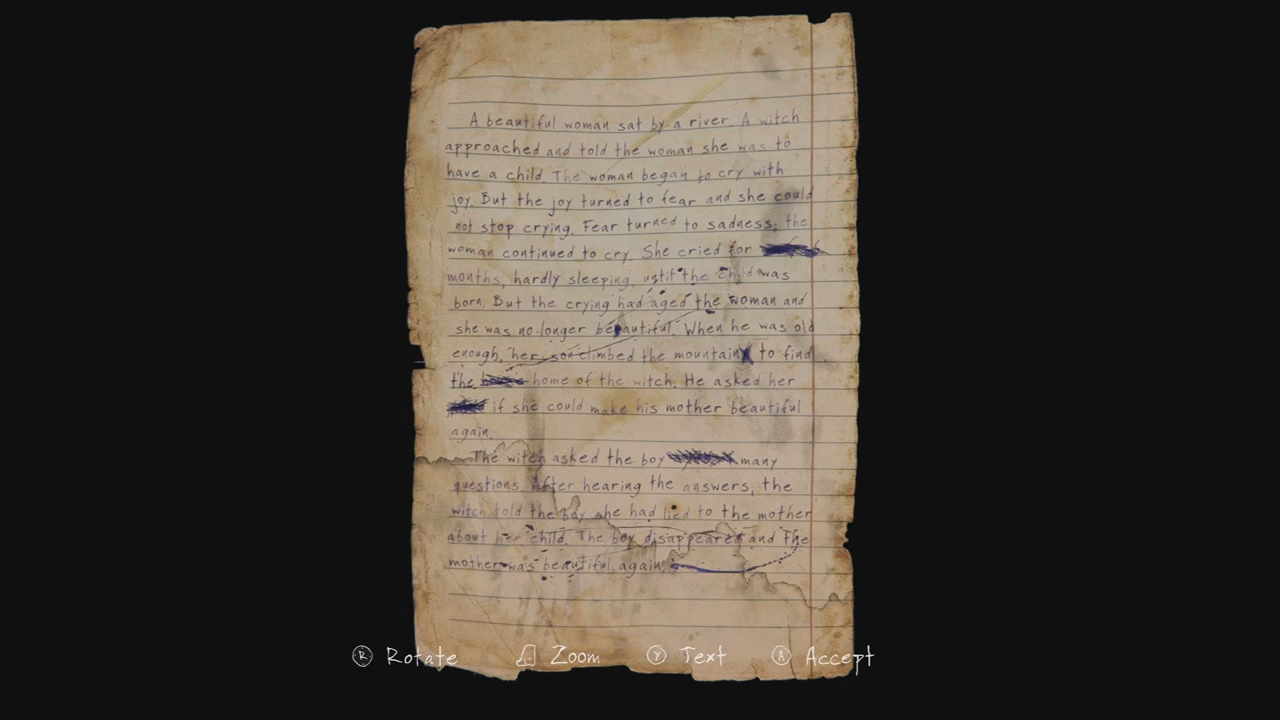 A beautiful woman sat by a river. A witch
approached and told the woman she was to
have a child. The woman began to cry with
joy. But the joy turned to fear and she could
not stop crying. Fear turned to sadness; the
woman continued to cry. She cried for
months, hardly sleeping, until the child was
born. But the crying had aged the woman and
she was no-longer beautiful. When he was old
enough, her son climbed the mountain to find
the home of the witch. He asked her
if she could make his mother beautiful
again.
The witch asked the boy many
questions. After hearing the answers, the
witch told the boy she had lied to the mother
about her child. The boy disappeared and the
mother was beautiful again.
R Rotate Zoom Y Text A Accept